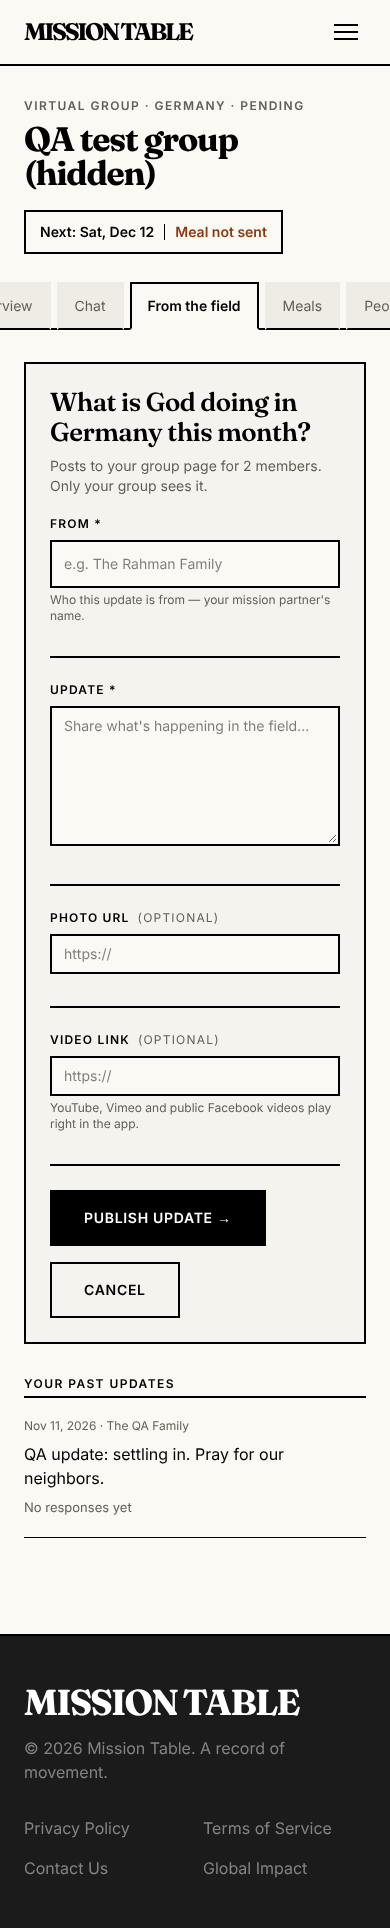 MISSION TABLE
VIRTUAL GROUP · GERMANY · PENDING
QA test group
(hidden)
Next: Sat, Dec 12 | Meal not sent
rview
Chat
From the field
Meals
Peo
What is God doing in
Germany this month?
Posts to your group page for 2 members.
Only your group sees it.
FROM *
e.g. The Rahman Family
Who this update is from — your mission partner's
name.
UPDATE *
Share what's happening in the field...
PHOTO URL (OPTIONAL)
https://
VIDEO LINK (OPTIONAL)
https://
YouTube, Vimeo and public Facebook videos play
right in the app.
PUBLISH UPDATE →
CANCEL
YOUR PAST UPDATES
Nov 11, 2026 · The QA Family
QA update: settling in. Pray for our
neighbors.
No responses yet
MISSION TABLE
© 2026 Mission Table. A record of
movement.
Privacy Policy
Terms of Service
Contact Us
Global Impact